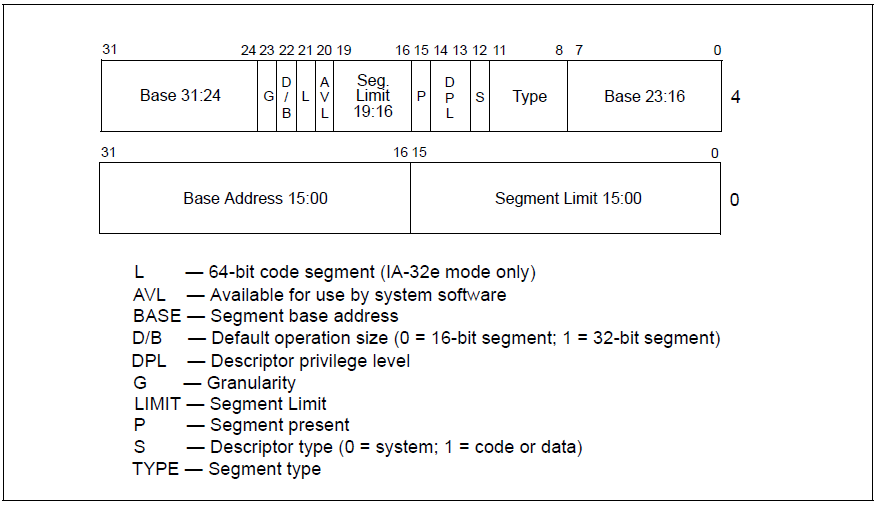 31 24 23 22 21 20 19 16 15 14 13 12 11 8 7 0
Base 31:24 G D/B L AVL Seg. Limit 19:16 P DPL S Type Base 23:16 4
31 16 15 0
Base Address 15:00 Segment Limit 15:00 0
L — 64-bit code segment (IA-32e mode only)
AVL — Available for use by system software
BASE — Segment base address
D/B — Default operation size (0 = 16-bit segment; 1 = 32-bit segment)
DPL — Descriptor privilege level
G — Granularity
LIMIT — Segment Limit
P — Segment present
S — Descriptor type (0 = system; 1 = code or data)
TYPE — Segment type